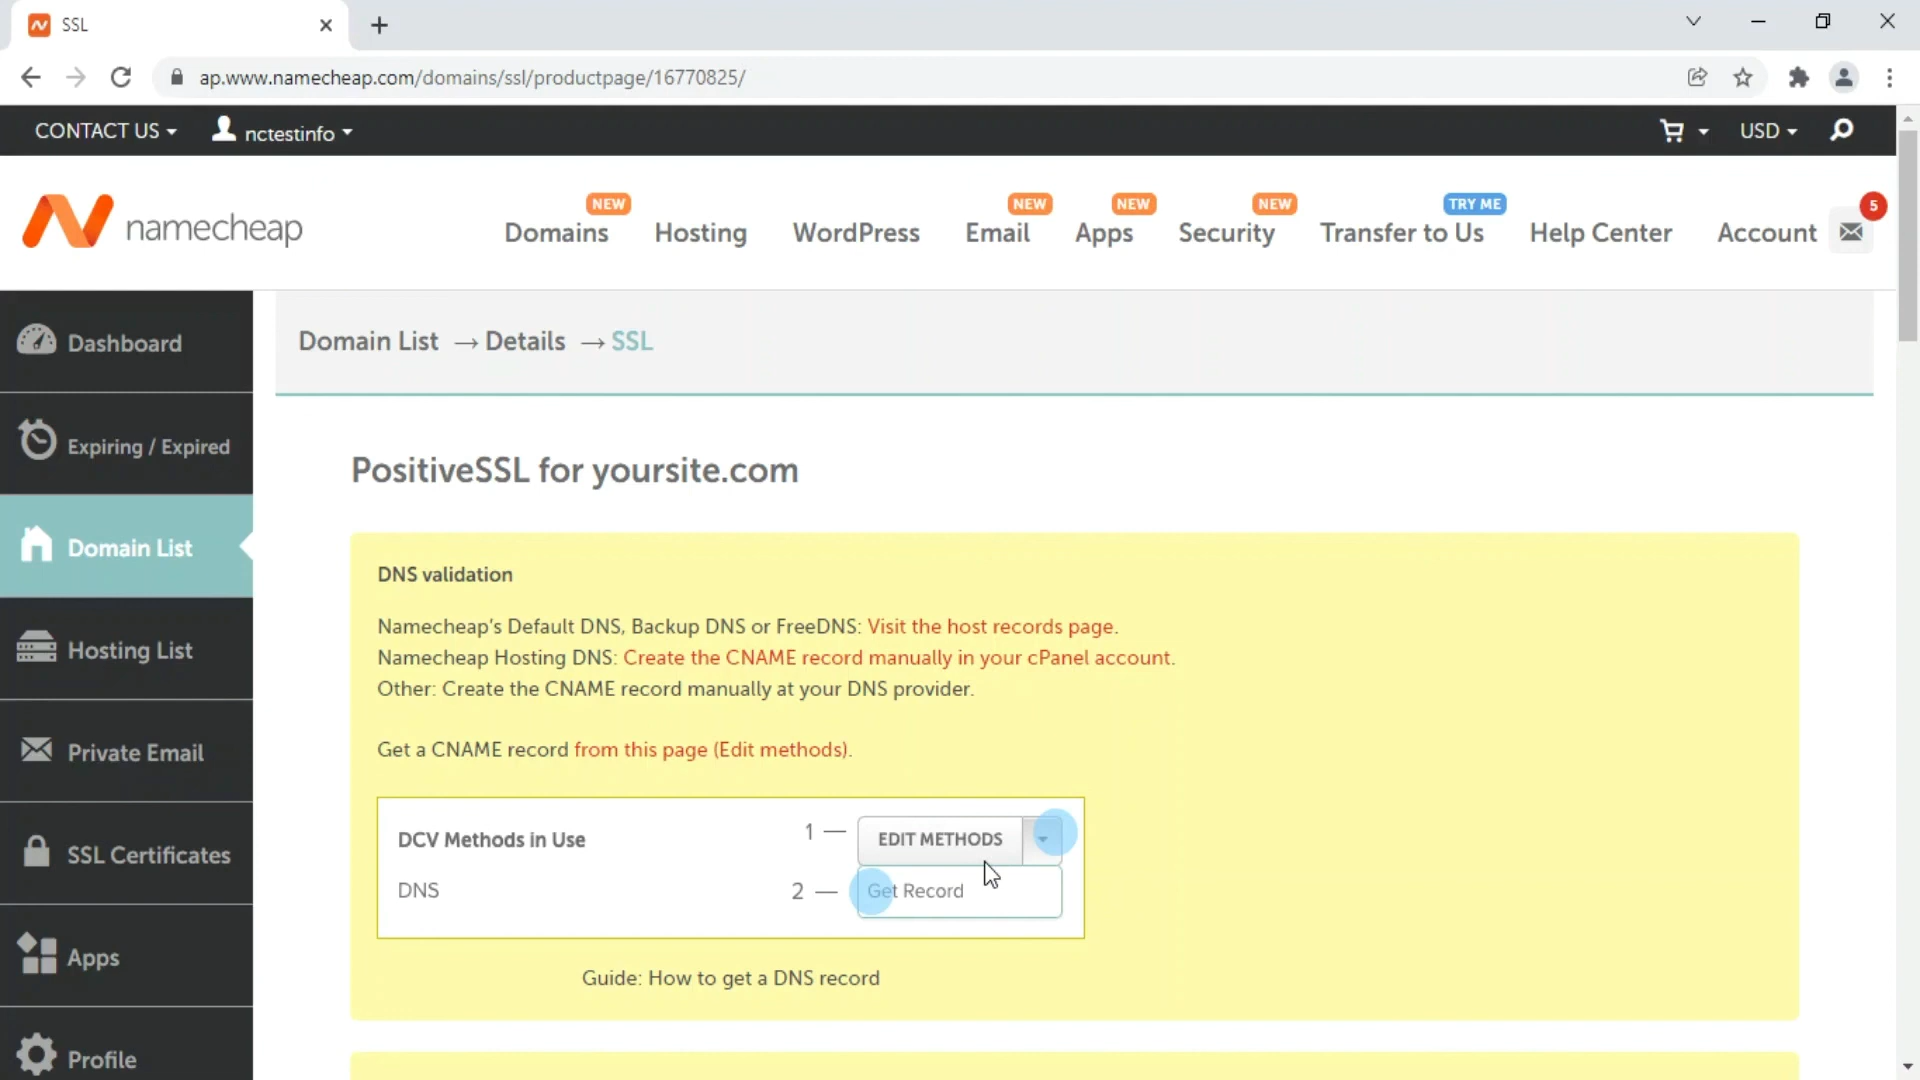 SSL
ap.www.namecheap.com/domains/ssl/productpage/16770825/
CONTACT US
nctestinfo
USD
namecheap
NEW
NEW
NEW
NEW
TRY ME
5
Domains
Hosting
WordPress
Email
Apps
Security
Transfer to Us
Help Center
Account
Dashboard
Expiring / Expired
Domain List
Hosting List
Private Email
SSL Certificates
Apps
Profile
Domain List → Details → SSL
PositiveSSL for yoursite.com
DNS validation
Namecheap's Default DNS, Backup DNS or FreeDNS: Visit the host records page.
Namecheap Hosting DNS: Create the CNAME record manually in your cPanel account.
Other: Create the CNAME record manually at your DNS provider.
Get a CNAME record from this page (Edit methods).
DCV Methods in Use 1 — EDIT METHODS
DNS 2 — Get Record
Guide: How to get a DNS record